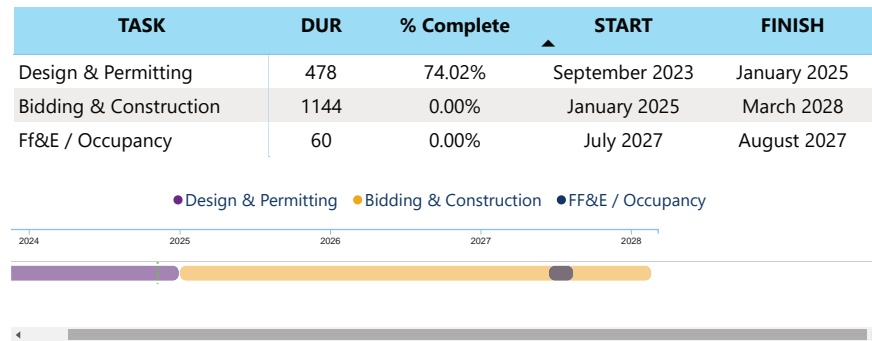 TASK DUR % Complete START FINISH
Design & Permitting 478 74.02% September 2023 January 2025
Bidding & Construction 1144 0.00% January 2025 March 2028
Ff&E / Occupancy 60 0.00% July 2027 August 2027
Design & Permitting Bidding & Construction FF&E / Occupancy
2024 2025 2026 2027 2028